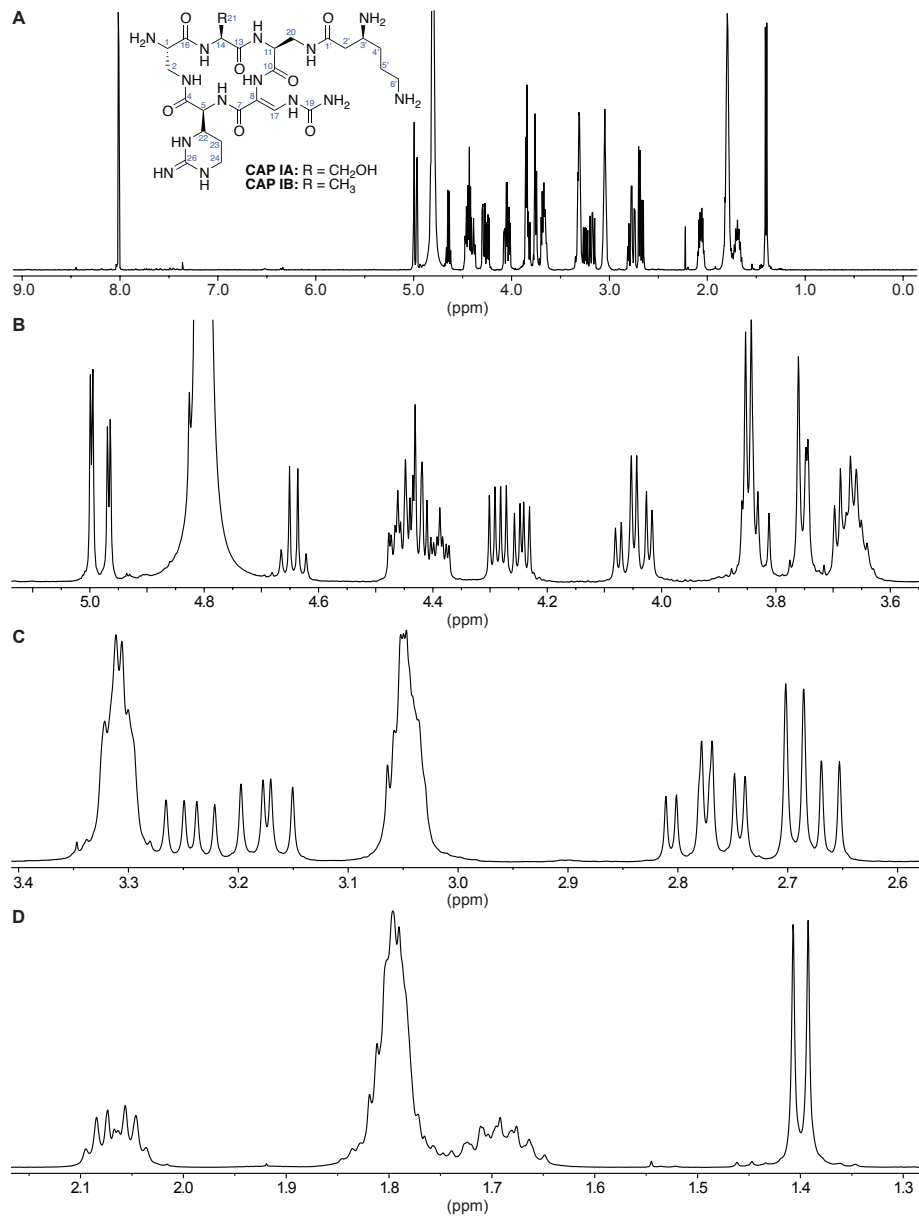 A
O
R21
NH2
H2N
1
16
N
H
14
13
O
H
N
11
20
N
H
O
1'
2'
3'
NH2
4'
5'
6'
NH2
2
NH
10
O
4
O
5
H
N
7
O
HN
8
17
H
N
19
O
NH2
HN
22
23
26
24
HN
N
H
CAP IA: R = CH2OH
CAP IB: R = CH3
9.0 8.0 7.0 6.0 5.0 4.0 3.0 2.0 1.0 0.0
(ppm)
B
5.0 4.8 4.6 4.4 4.2 4.0 3.8 3.6
(ppm)
C
3.4 3.3 3.2 3.1 3.0 2.9 2.8 2.7 2.6
(ppm)
D
2.1 2.0 1.9 1.8 1.7 1.6 1.5 1.4 1.3
(ppm)